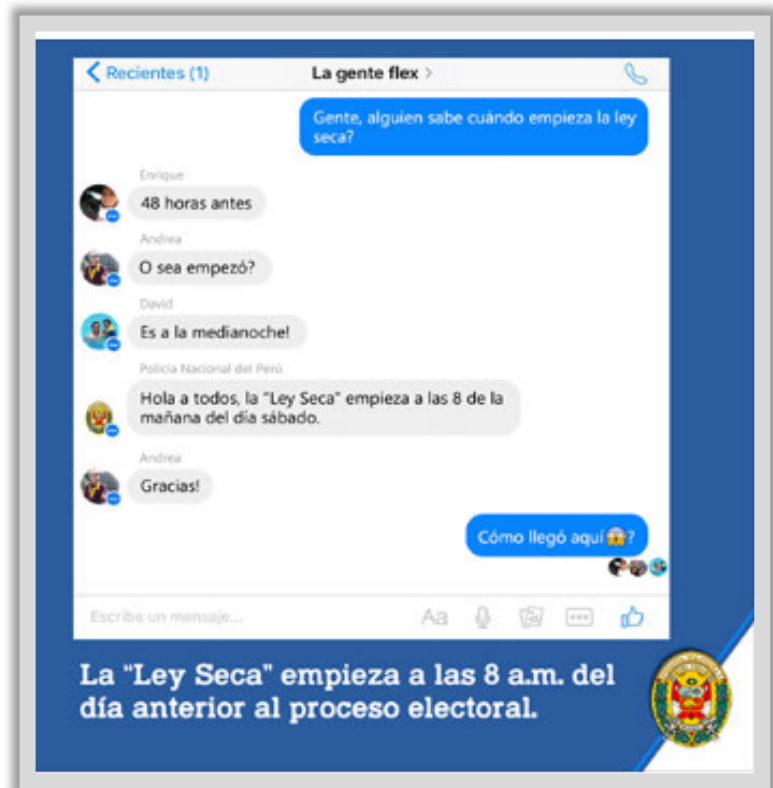 Recientes (1)
La gente flex
Gente, alguien sabe cuándo empieza la ley
seca?
Enrique
48 horas antes
Andrea
O sea empezó?
David
Es a la medianoche!
Policía Nacional del Perú
Hola a todos, la "Ley Seca" empieza a las 8 de la
mañana del día sábado.
Andrea
Gracias!
Cómo llegó aquí😱?
Escribe un mensaje...
Aa
La "Ley Seca" empieza a las 8 a.m. del
día anterior al proceso electoral.